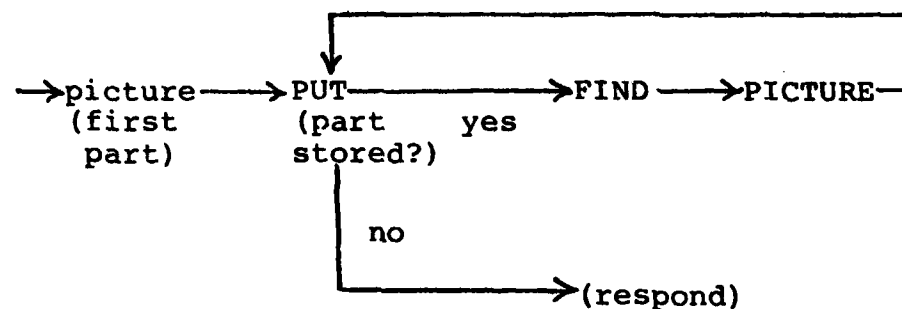 picture PUT FIND PICTURE
(first (part yes
part) stored?)
no
(respond)